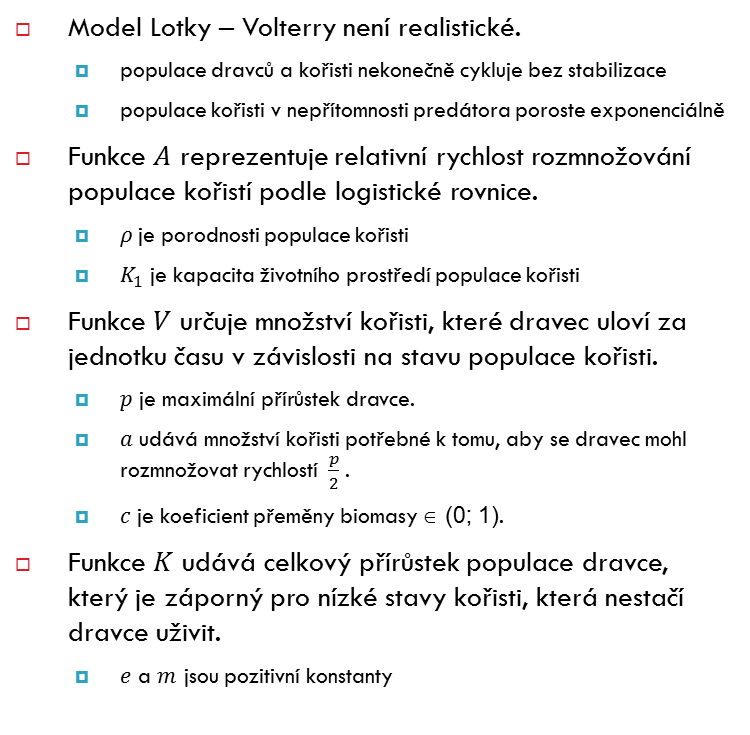 Model Lotky – Volterry není realistické.
populace dravců a kořisti nekonečně cykluje bez stabilizace
populace kořisti v nepřítomnosti predátora poroste exponenciálně
Funkce A reprezentuje relativní rychlost rozmnožování
populace kořistí podle logistické rovnice.
ρ je porodnosti populace kořisti
K₁ je kapacita životního prostředí populace kořisti
Funkce V určuje množství kořisti, které dravec uloví za
jednotku času v závislosti na stavu populace kořisti.
p je maximální přírůstek dravce.
a udává množství kořisti potřebné k tomu, aby se dravec mohl
rozmnožovat rychlostí p/2 .
c je koeficient přeměny biomasy ∈ (0; 1).
Funkce K udává celkový přírůstek populace dravce,
který je záporný pro nízké stavy kořisti, která nestačí
dravce uživit.
e a m jsou pozitivní konstanty